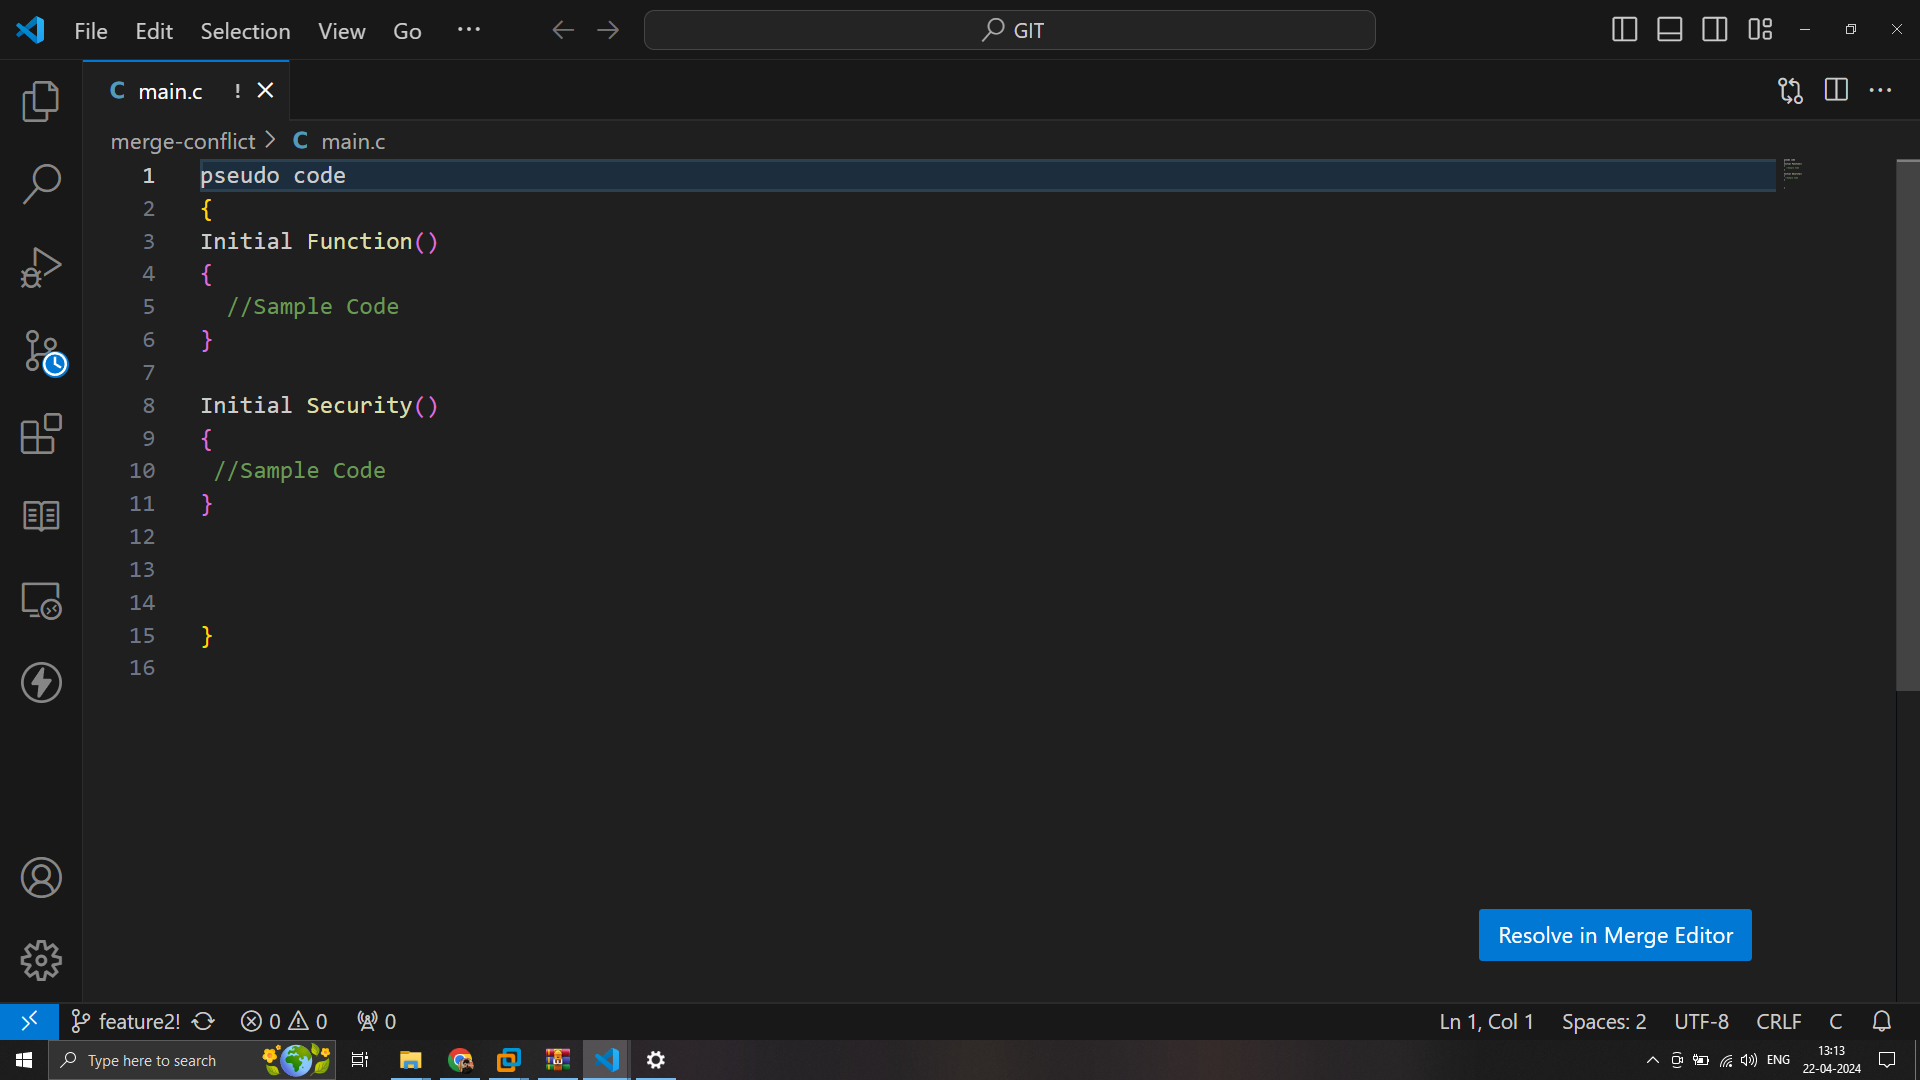 File Edit Selection View Go ···
GIT
C main.c ! ×
merge-conflict > C main.c
1 pseudo code
2 {
3 Initial Function()
4 {
5 //Sample Code
6 }
7
8 Initial Security()
9 {
10 //Sample Code
11 }
12
13
14
15 }
16
Resolve in Merge Editor
feature2! 0 0 0 Ln 1, Col 1 Spaces: 2 UTF-8 CRLF C
Type here to search ENG 13:13
22-04-2024